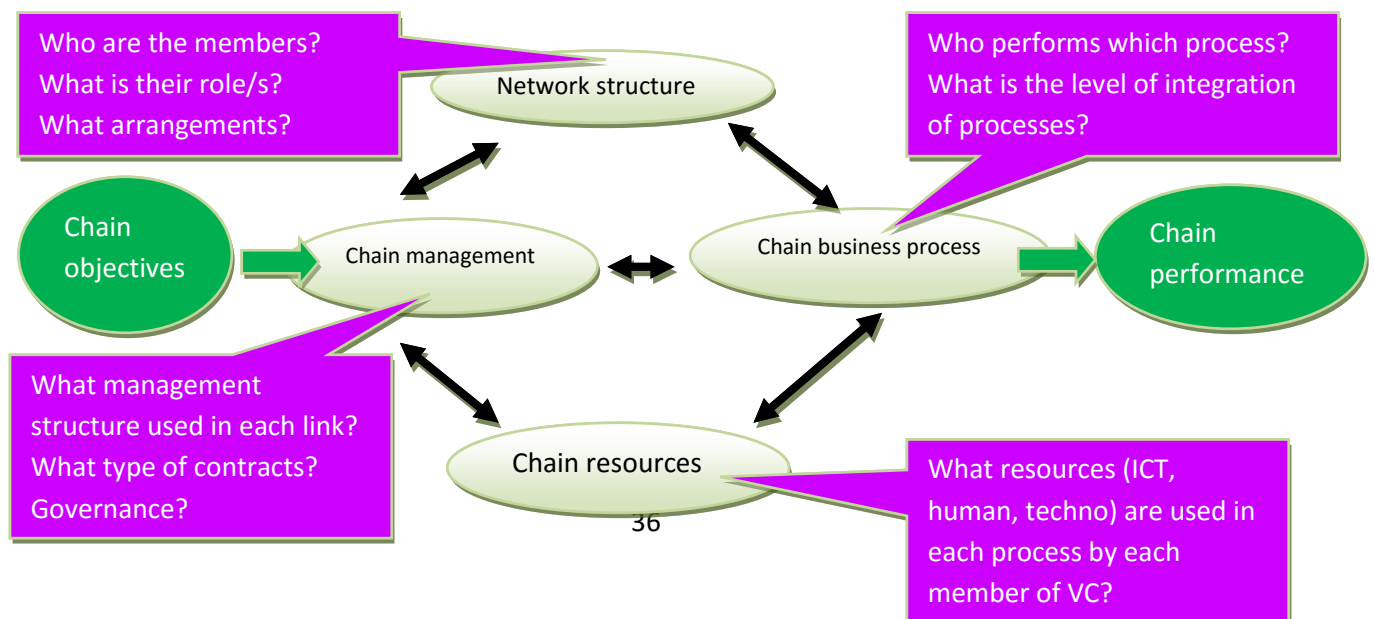 Who are the members?
What is their role/s?
What arrangements?
Network structure
Who performs which process?
What is the level of integration
of processes?
Chain
objectives
Chain management
Chain business process
Chain
performance
What management
structure used in each link?
What type of contracts?
Governance?
Chain resources
36
What resources (ICT,
human, techno) are used in
each process by each
member of VC?